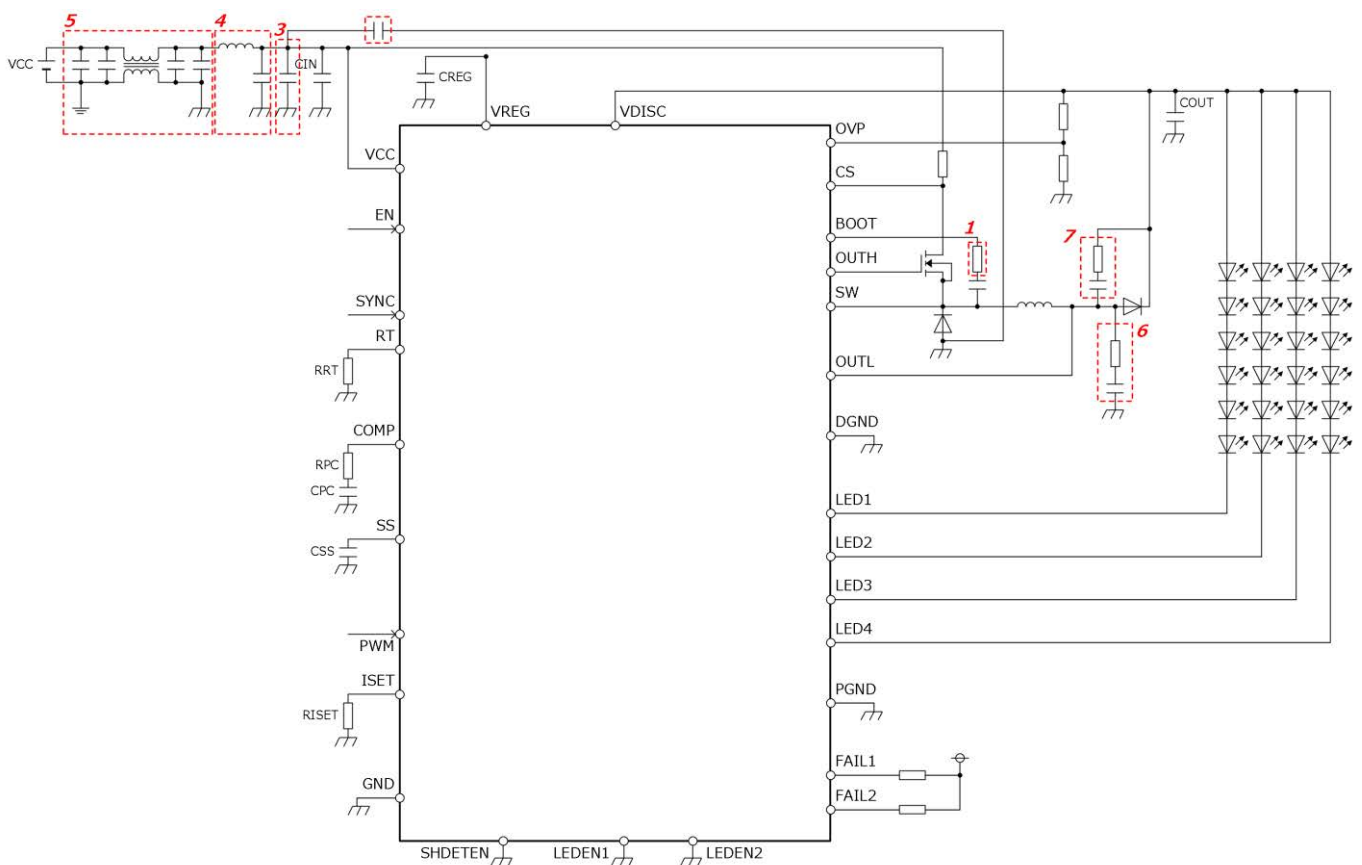 5
4
3
VCC
CIN
CREG
COUT
VREG
VDISC
VCC
EN
SYNC
RT
RRT
COMP
RPC
CPC
SS
CSS
PWM
ISET
RISET
GND
OVP
CS
BOOT
1
7
OUTH
SW
6
OUTL
DGND
LED1
LED2
LED3
LED4
PGND
FAIL1
FAIL2
SHDETEN
LEDEN1
LEDEN2